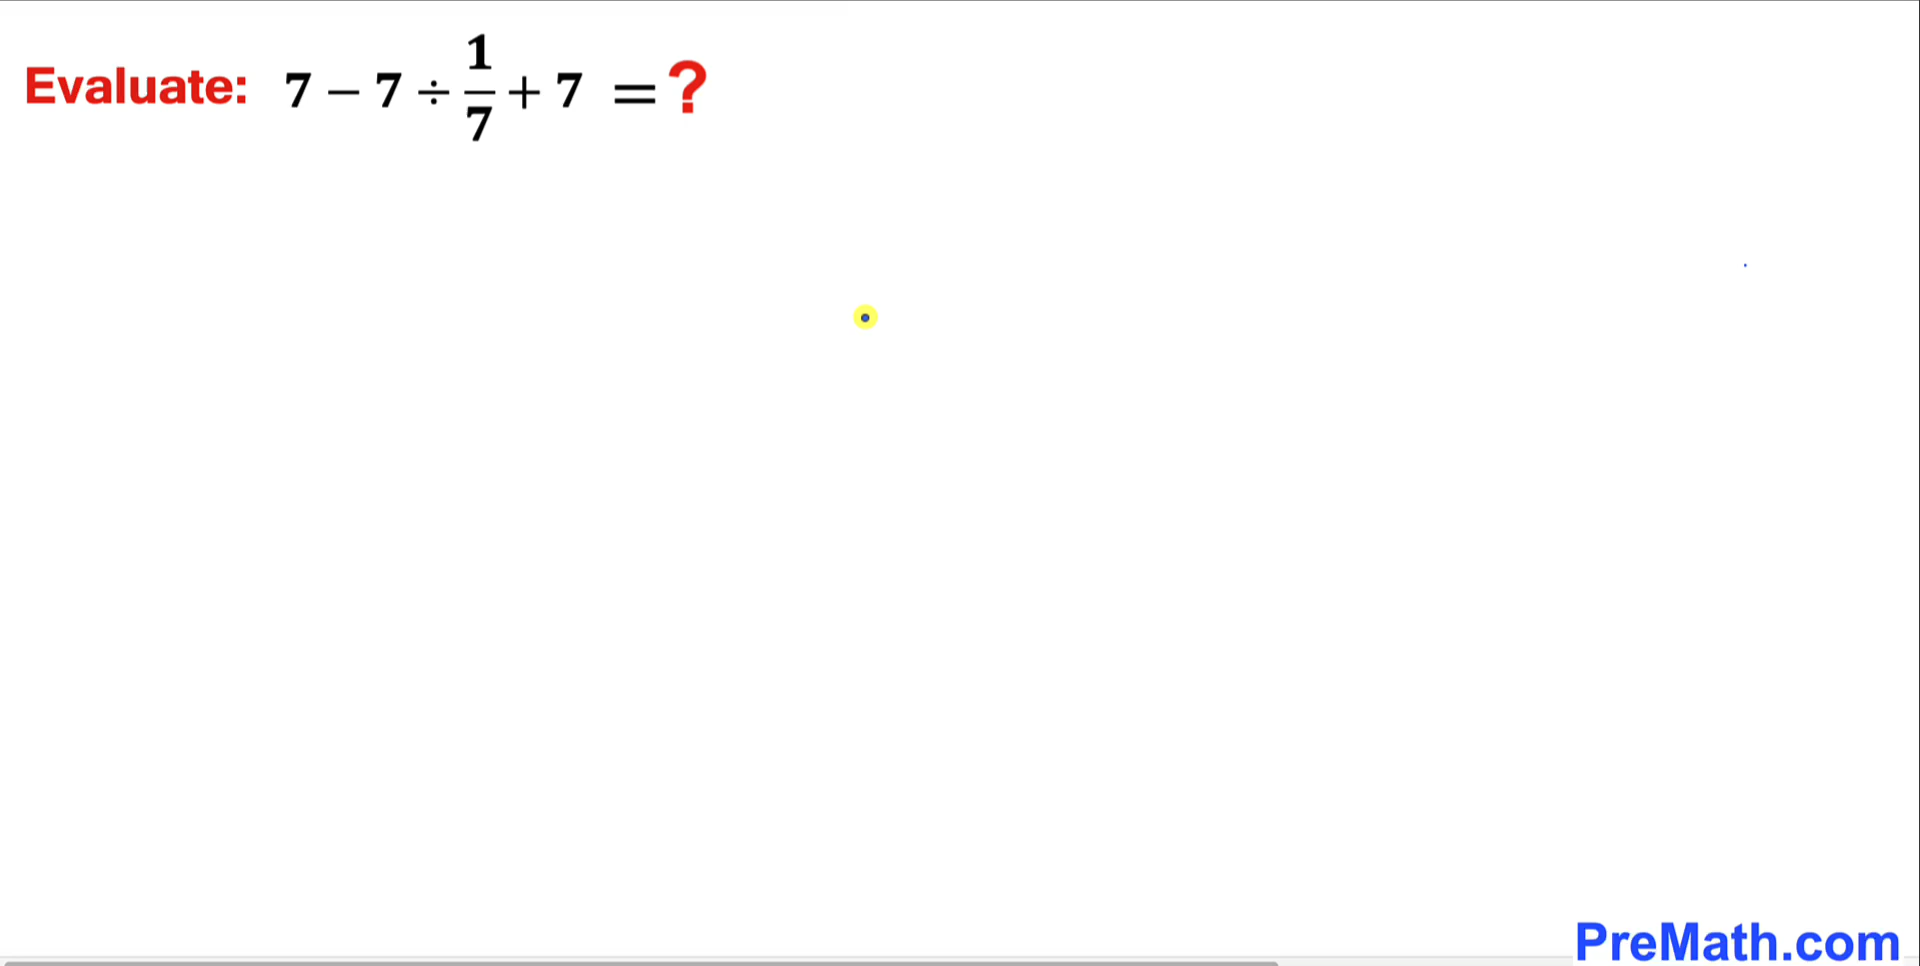 Evaluate: 7 − 7 ÷ 1/7 + 7 = ?
PreMath.com